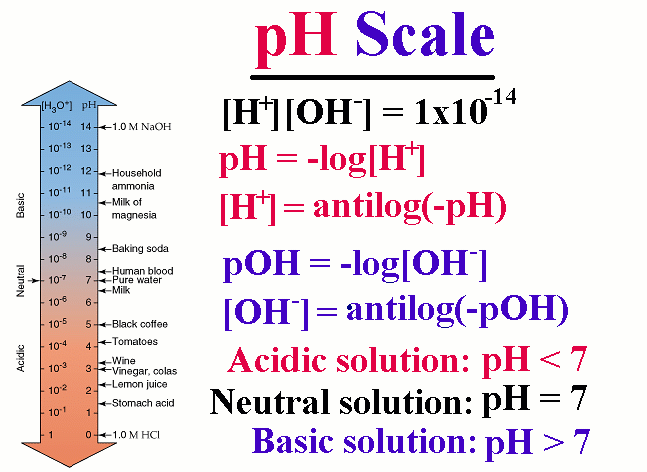 pH Scale
[H⁺][OH⁻] = 1x10⁻¹⁴
pH = -log[H⁺]
[H⁺] = antilog(-pH)
pOH = -log[OH⁻]
[OH⁻] = antilog(-pOH)
Acidic solution: pH < 7
Neutral solution: pH = 7
Basic solution: pH > 7
[H₃O⁺] pH
10⁻¹⁴ 14 1.0 M NaOH
10⁻¹³ 13
10⁻¹² 12 Household
ammonia
10⁻¹¹ 11
Milk of
magnesia
10⁻¹⁰ 10
10⁻⁹ 9
Baking soda
10⁻⁸ 8
Human blood
10⁻⁷ 7 Pure water
Milk
10⁻⁶ 6
10⁻⁵ 5 Black coffee
Tomatoes
10⁻⁴ 4
Wine
10⁻³ 3 Vinegar, colas
Lemon juice
10⁻² 2
Stomach acid
10⁻¹ 1
1 0 1.0 M HCl
Basic
Neutral
Acidic